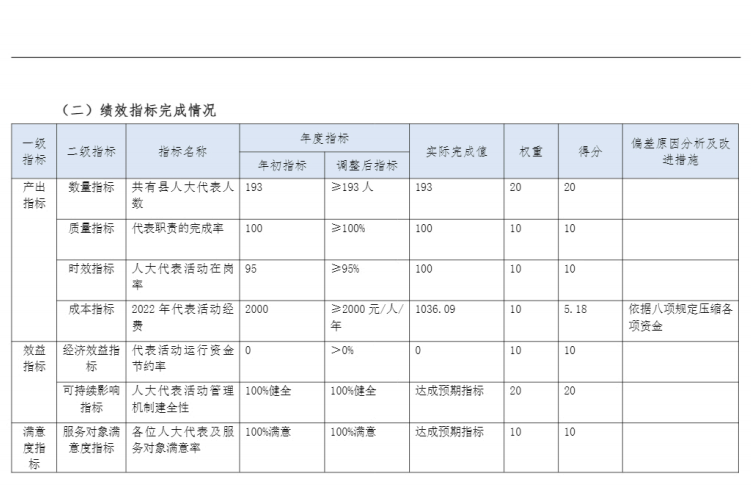 （二）绩效指标完成情况
一级指标 二级指标 指标名称 年度指标 实际完成值 权重 得分 偏差原因分析及改进措施
年初指标 调整后指标
产出指标 数量指标 共有县人大代表人数 193 ≥193 人 193 20 20
质量指标 代表职责的完成率 100 ≥100% 100 10 10
时效指标 人大代表活动在岗率 95 ≥95% 100 10 10
成本指标 2022 年代表活动经费 2000 ≥2000 元/人/年 1036.09 10 5.18 依据八项规定压缩各项资金
效益指标 经济效益指标 代表活动运行资金节约率 0 >0% 0 10 10
可持续影响指标 人大代表活动管理机制建全性 100%健全 100%健全 达成预期指标 20 20
满意度指标 服务对象满意度指标 各位人大代表及服务对象满意率 100%满意 100%满意 达成预期指标 10 10